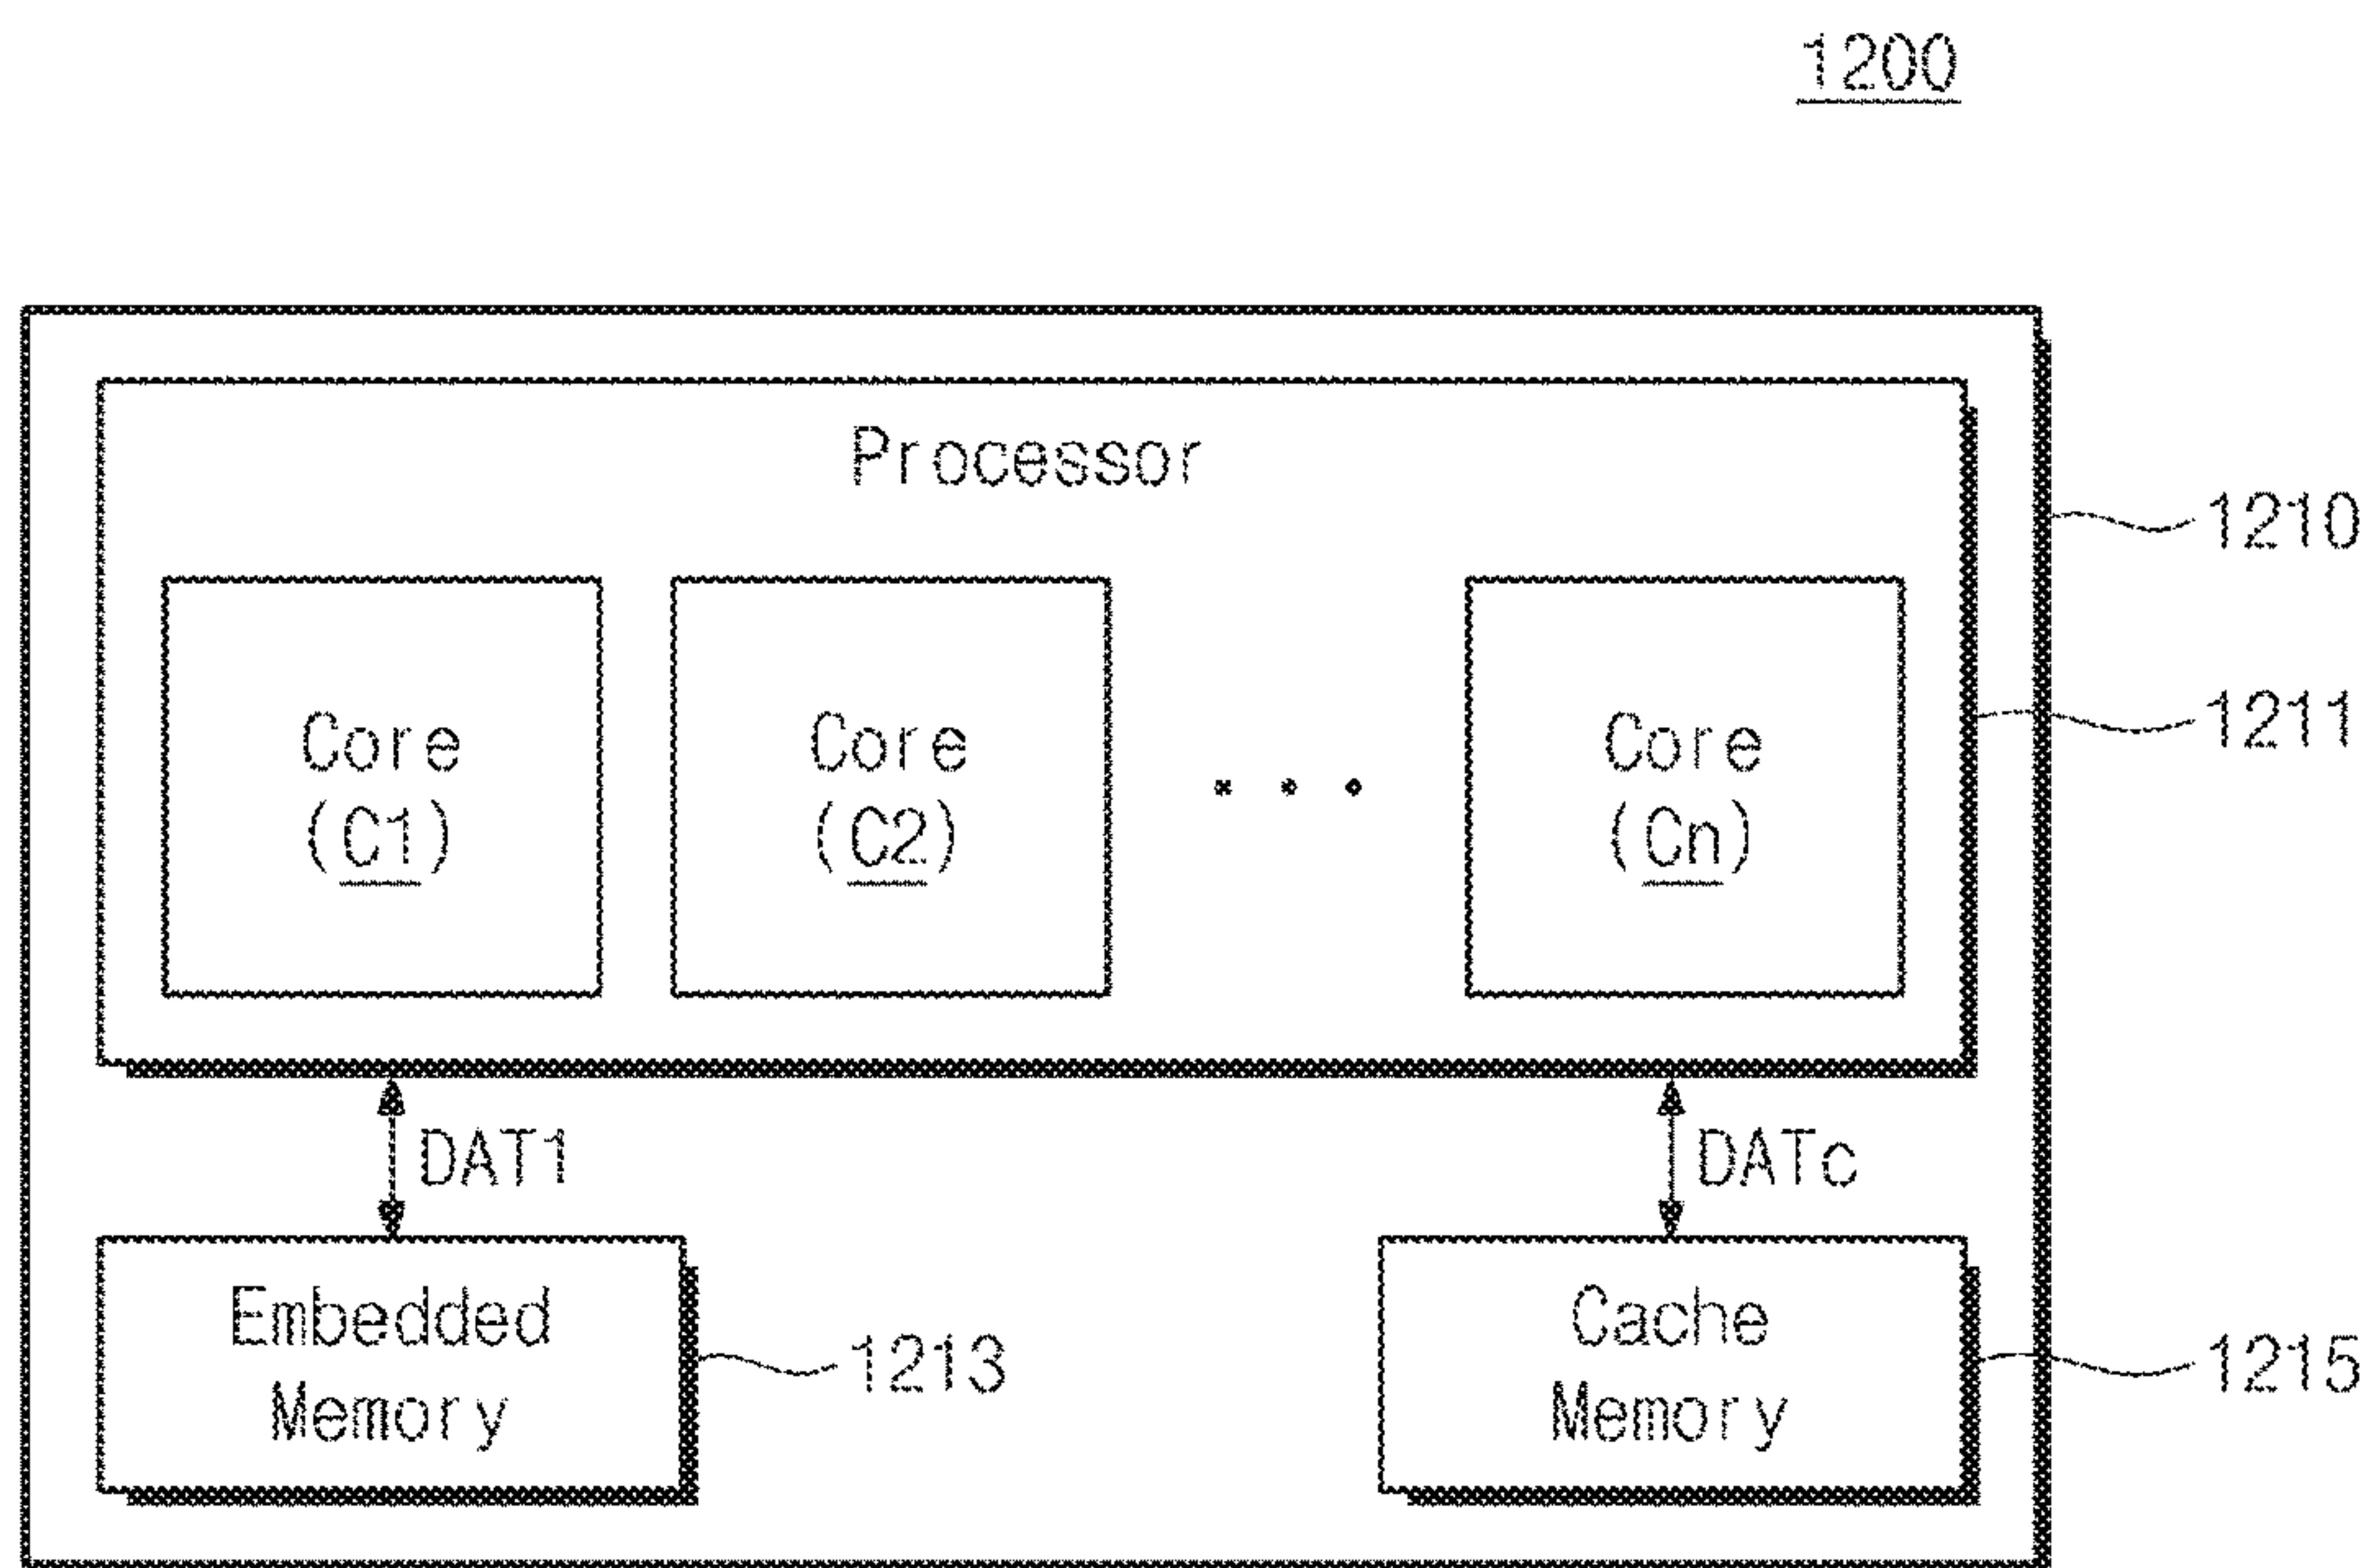 1200
Processor
1210
Core
(C1)
Core
(C2)
Core
(Cn)
1211
DAT1
DATc
Embedded
Memory
1213
Cache
Memory
1215